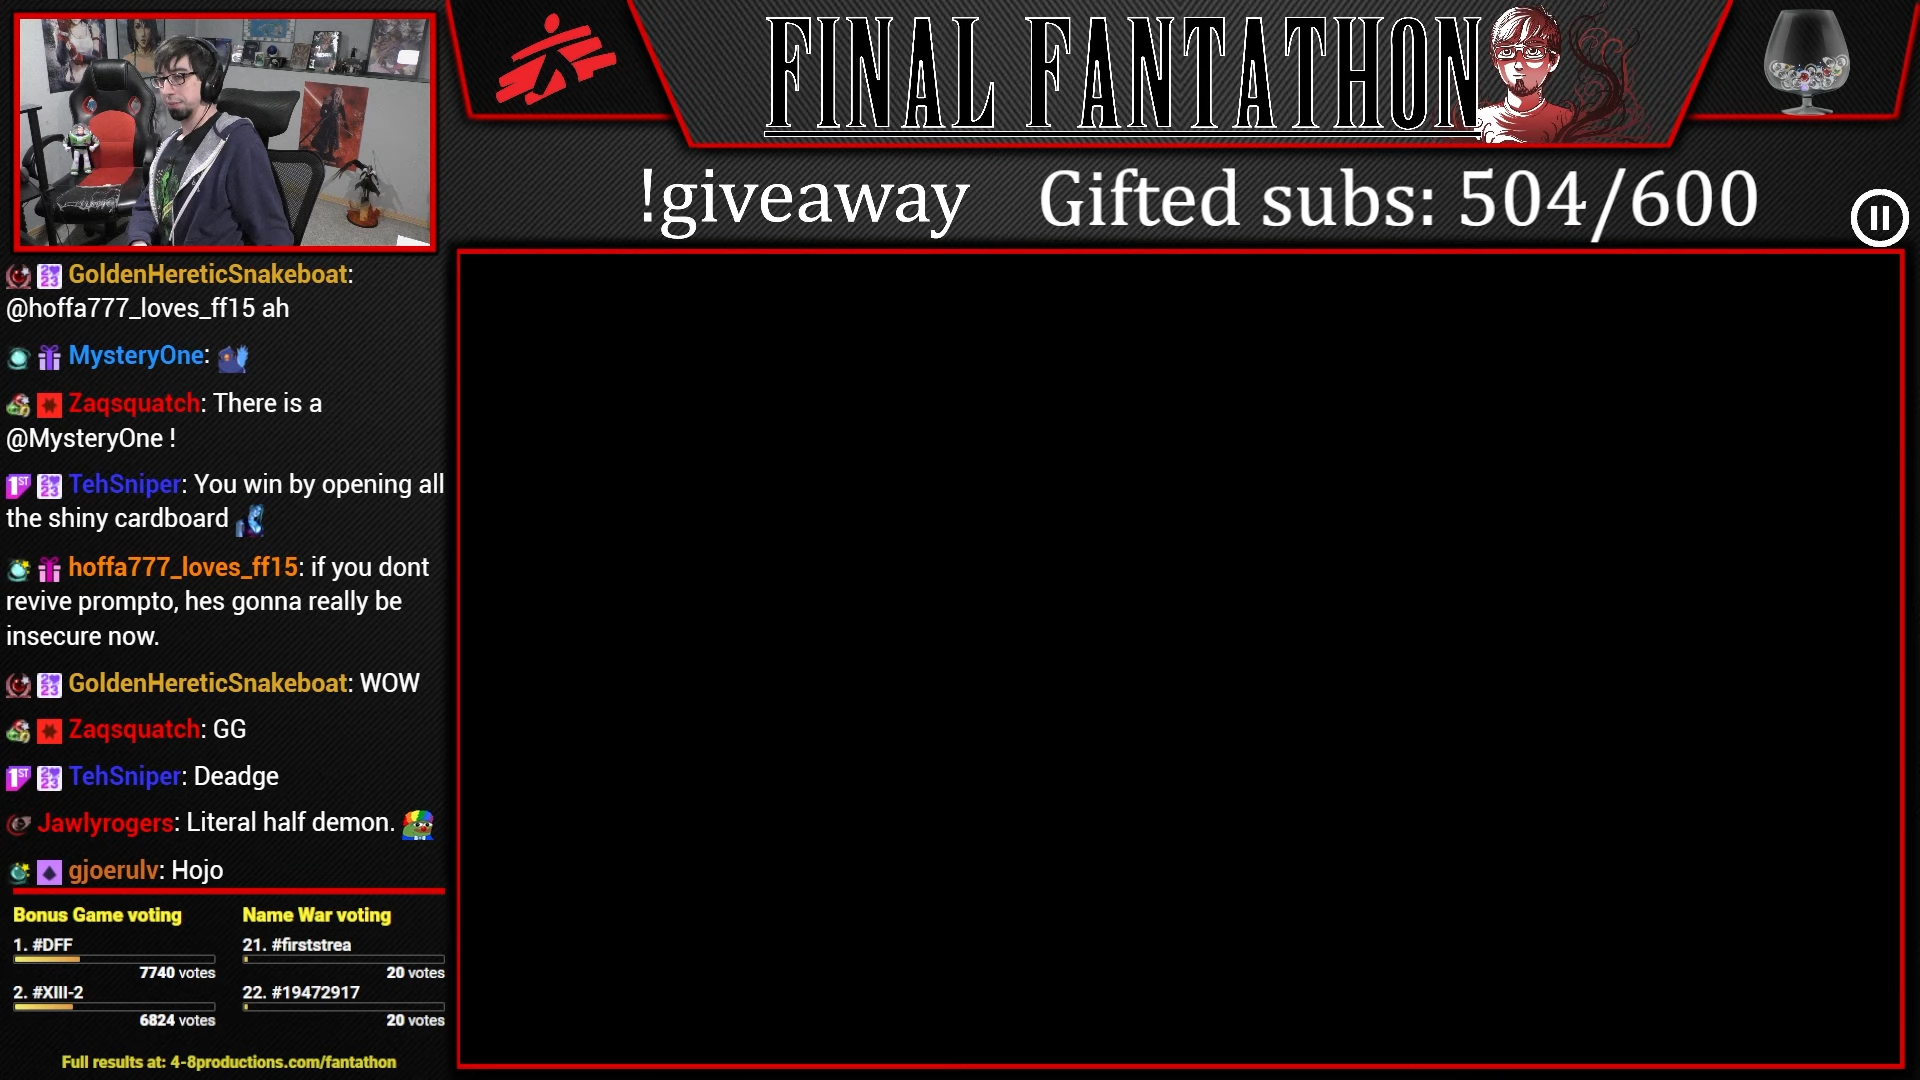 FINAL FANTATHON
!giveaway Gifted subs: 504/600
GoldenHereticSnakeboat:
@hoffa777_loves_ff15 ah
MysteryOne:
Zaqsquatch: There is a
@MysteryOne !
TehSniper: You win by opening all
the shiny cardboard
hoffa777_loves_ff15: if you dont
revive prompto, hes gonna really be
insecure now.
GoldenHereticSnakeboat: WOW
Zaqsquatch: GG
TehSniper: Deadge
Jawlyrogers: Literal half demon.
gjoerulv: Hojo
Bonus Game voting
1. #DFF
7740 votes
2. #XIII-2
6824 votes
Name War voting
21. #firststrea
20 votes
22. #19472917
20 votes
Full results at: 4-8productions.com/fantathon